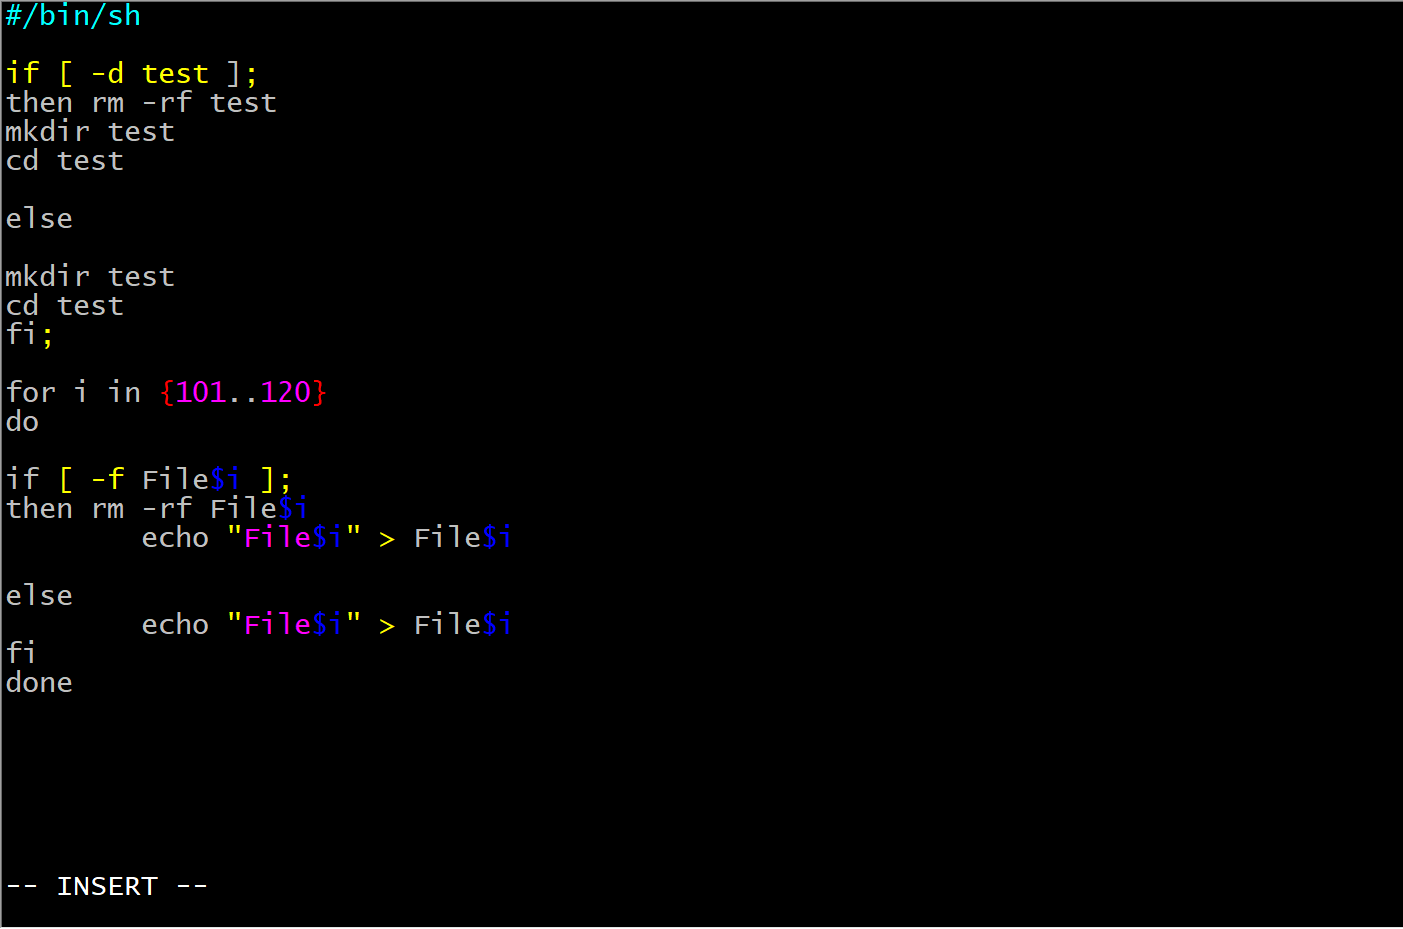 #/bin/sh
if [ -d test ];
then rm -rf test
mkdir test
cd test
else
mkdir test
cd test
fi;
for i in {101..120}
do
if [ -f File$i ];
then rm -rf File$i
echo "File$i" > File$i
else
echo "File$i" > File$i
fi
done
-- INSERT --